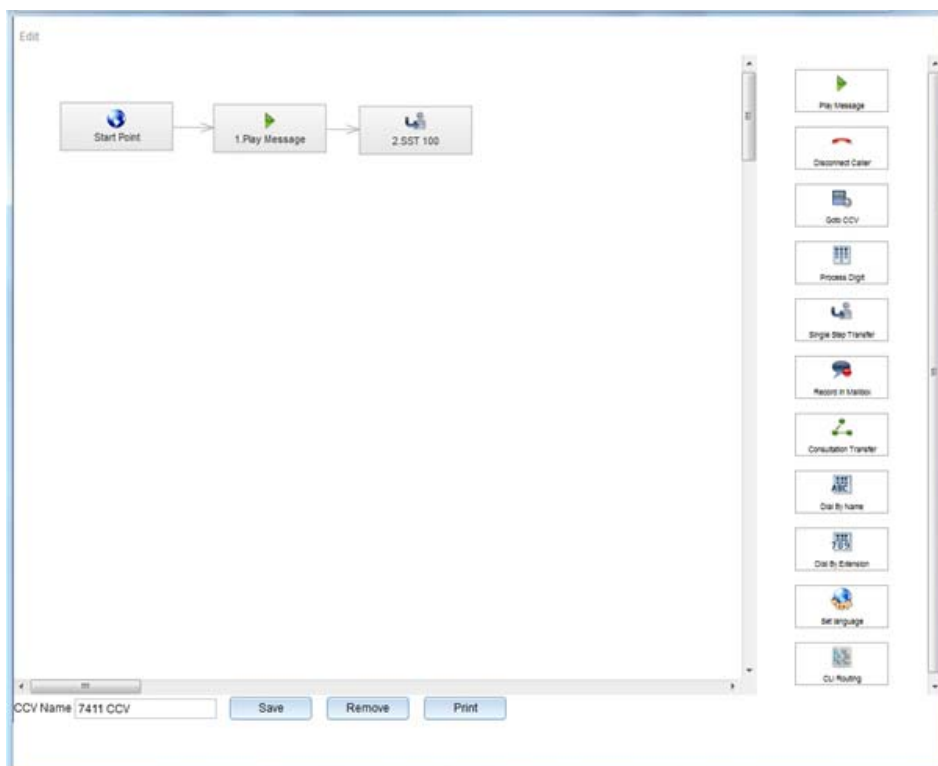 Edit
Start Point
1.Play Message
2.SST 100
Play Message
Disconnect Caller
Goto CCV
Process Digit
Single Step Transfer
Record in Mailbox
Consultation Transfer
ABC
Dial By Name
789
Dial By Extension
Set language
CLI Routing
CCV Name 7411 CCV Save Remove Print